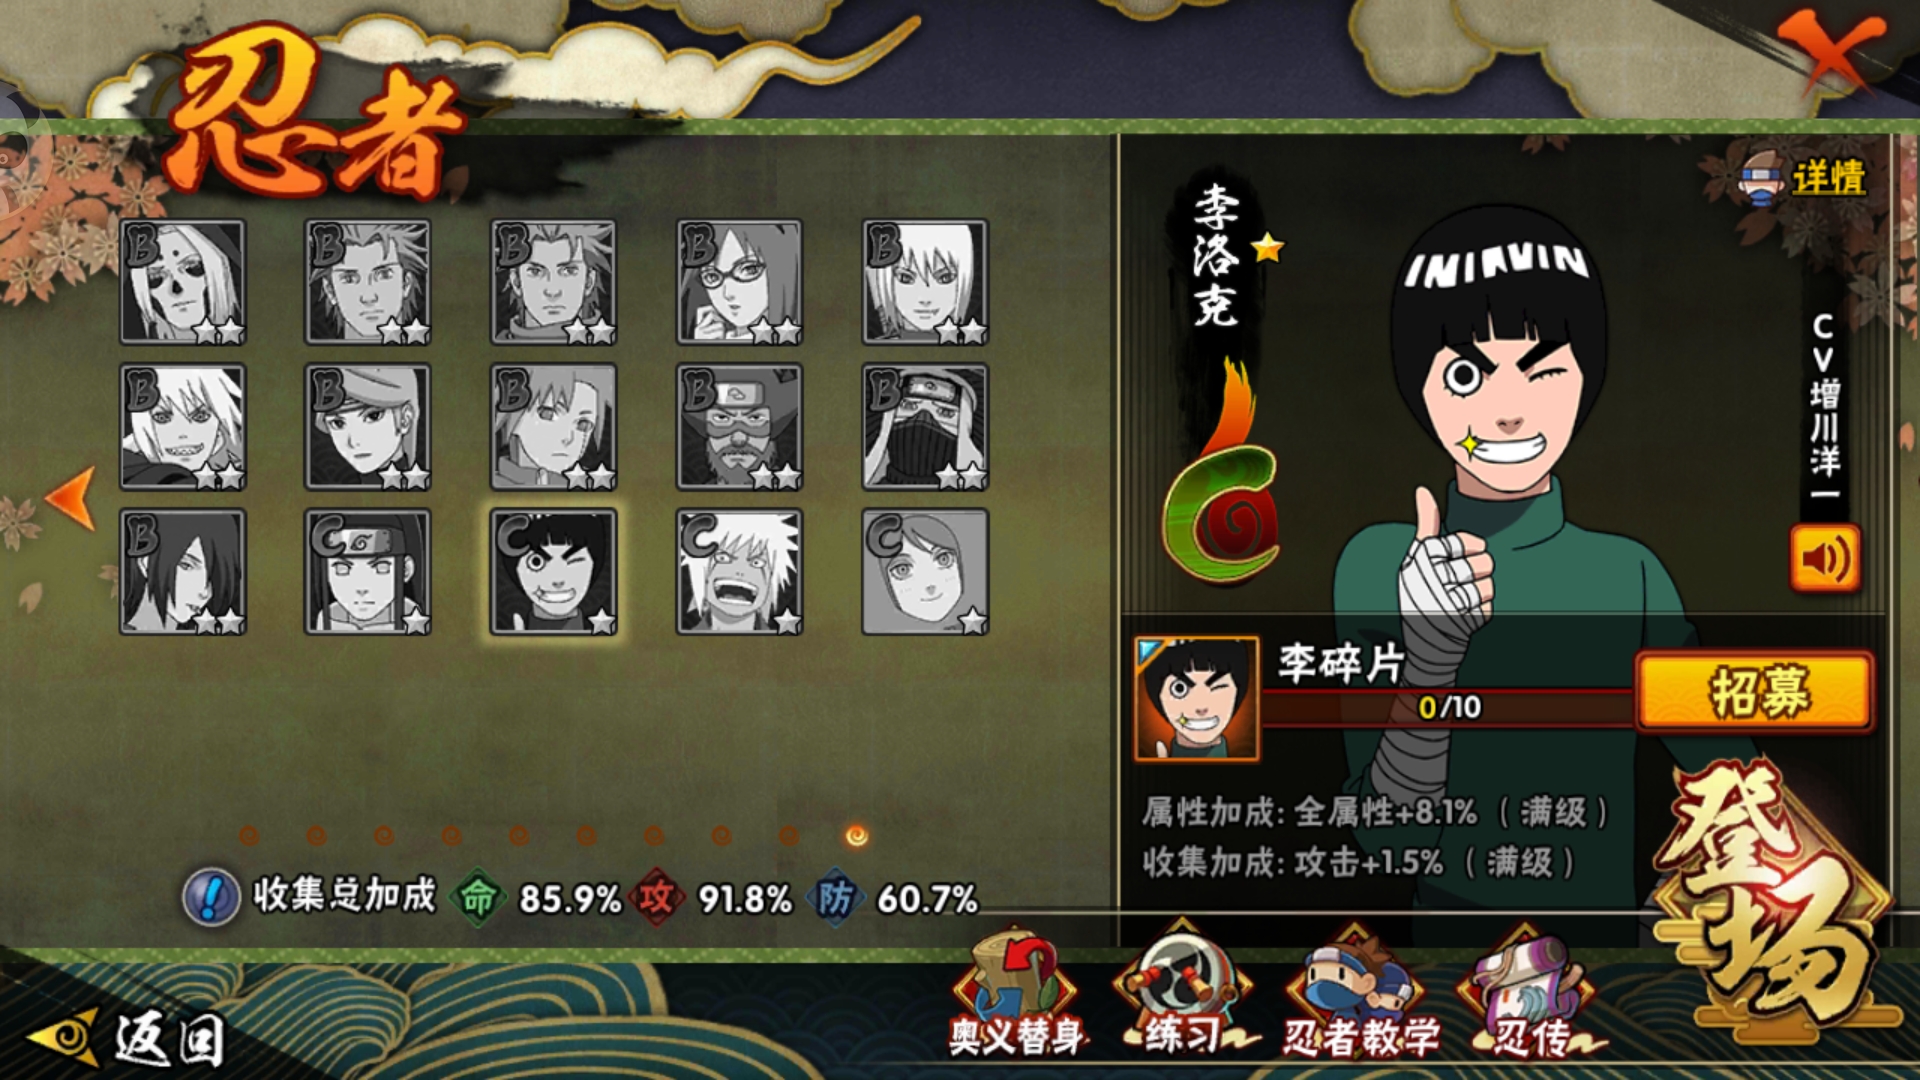 忍者
详情
李洛克
CV增川洋一
B
B
B
B
B
B
B
B
B
B
B
C
C
C
C
C
李碎片
0/10
招募
属性加成: 全属性+8.1%（满级）
收集加成: 攻击+1.5%（满级）
登场
收集总加成 命 85.9% 攻 91.8% 防 60.7%
奥义替身
练习
忍者教学
忍传
返回